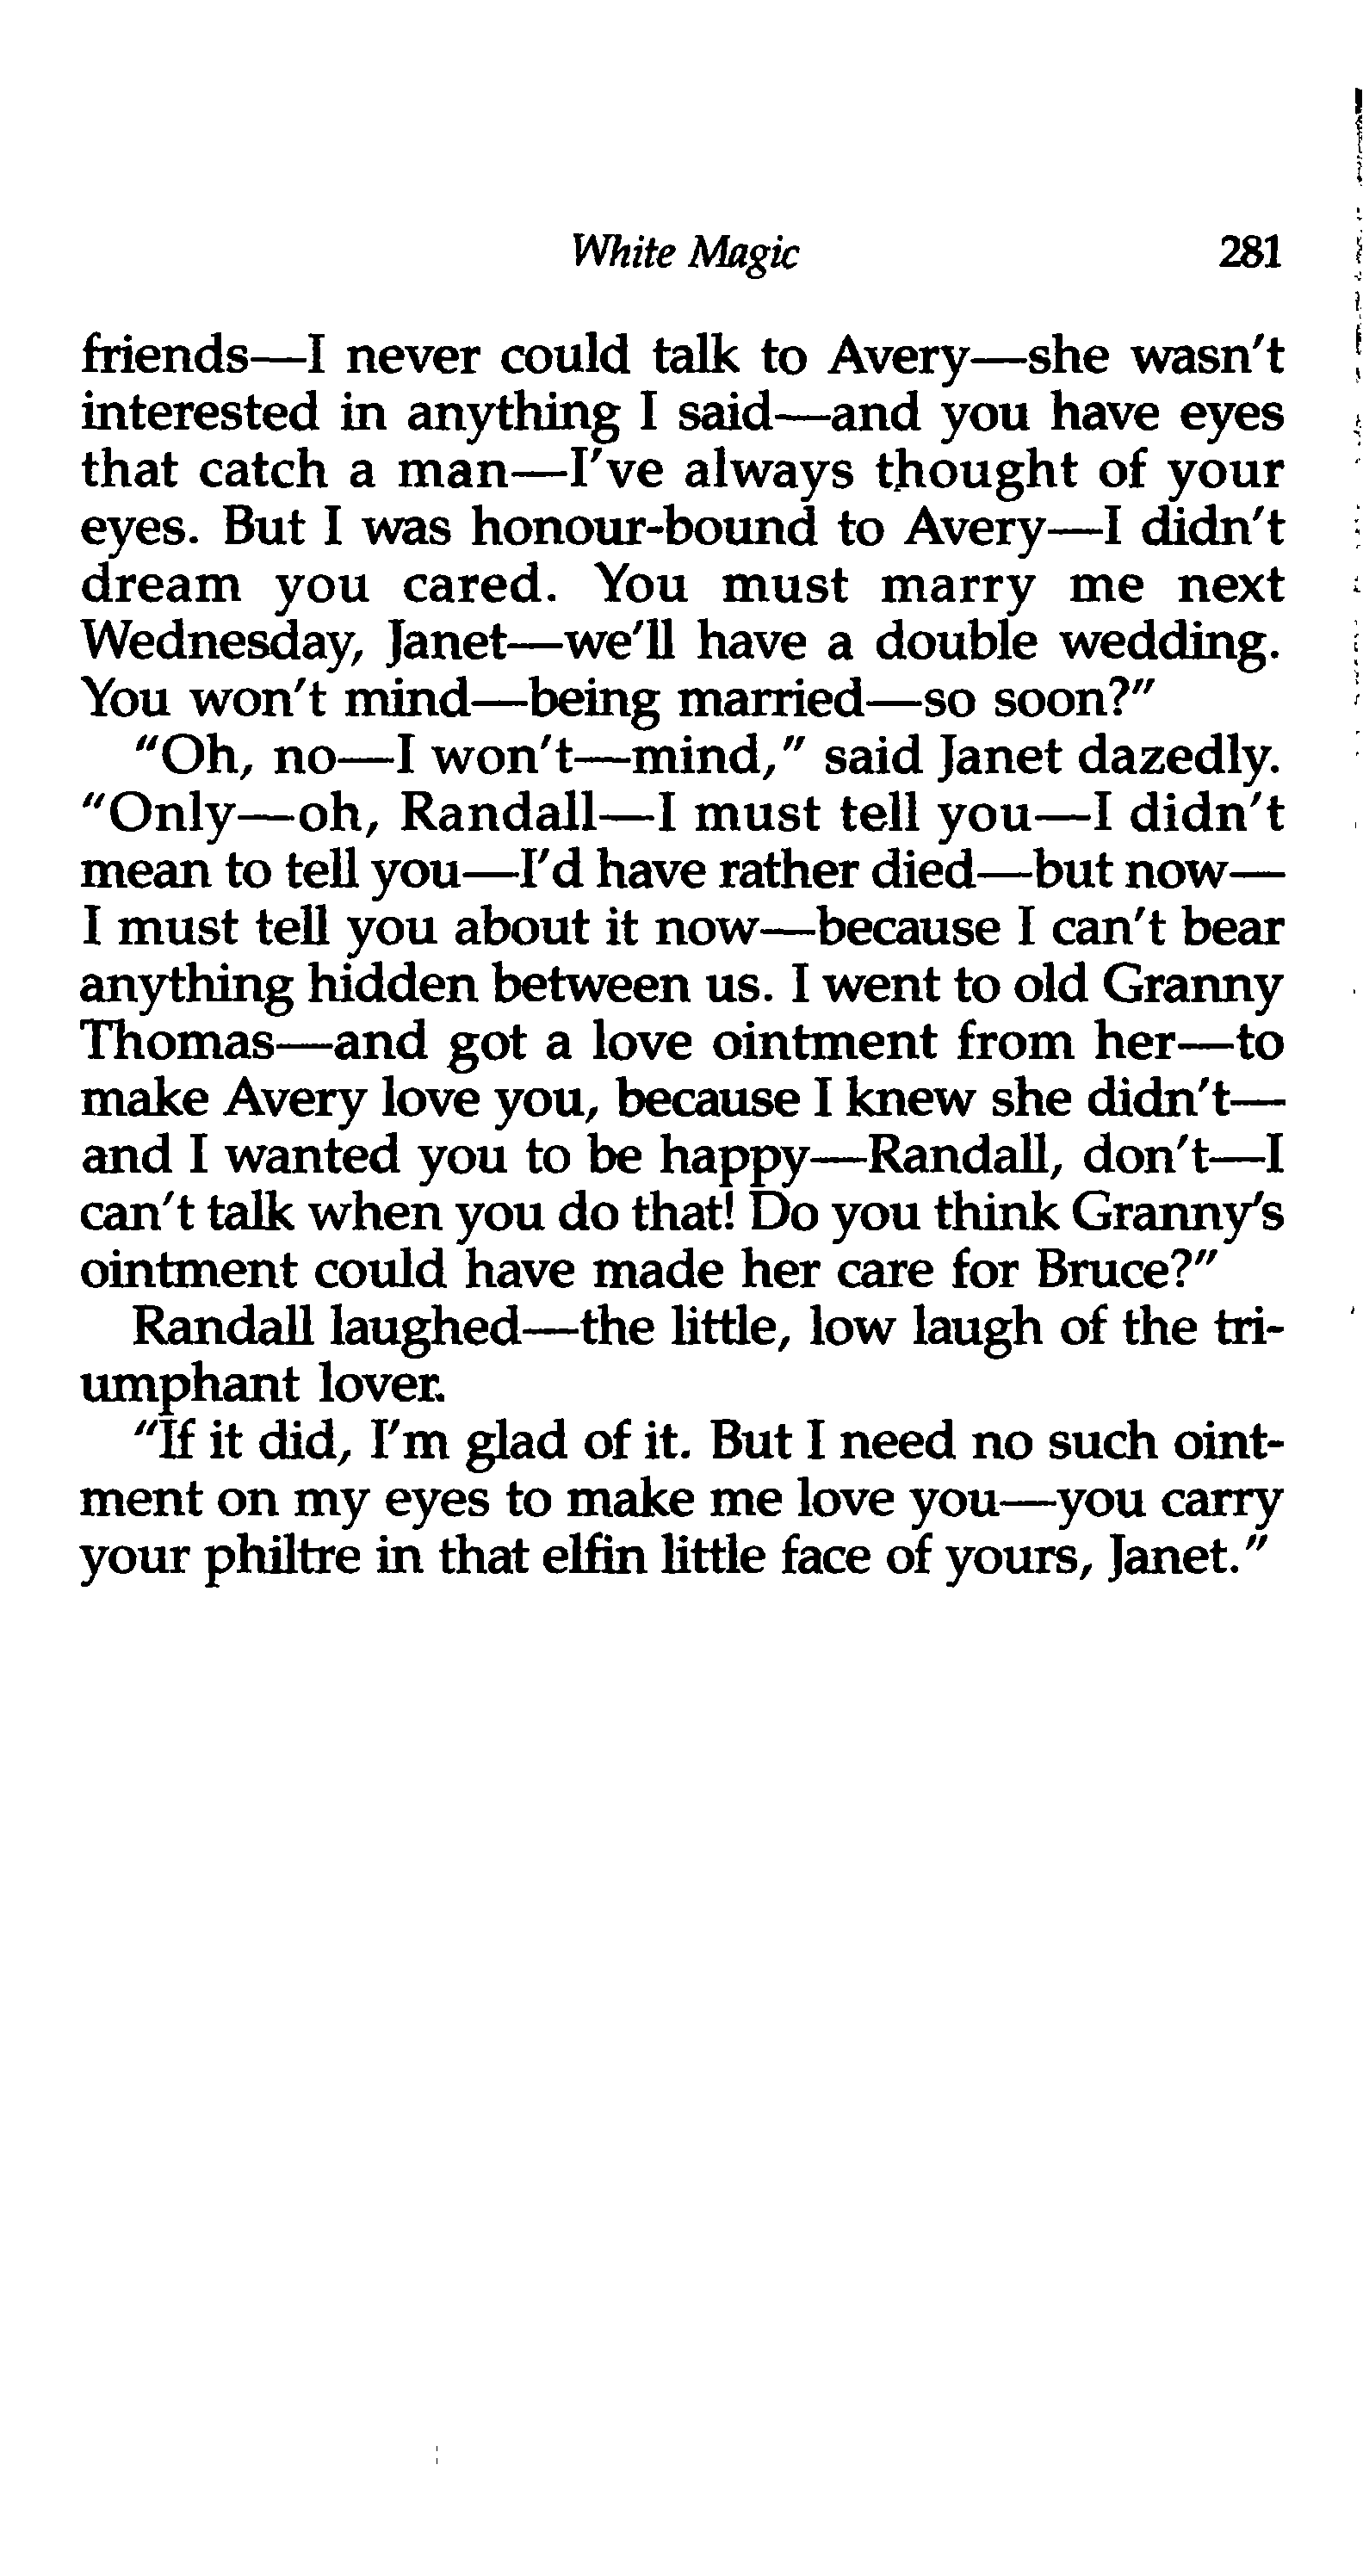 White Magic 281
friends—I never could talk to Avery—she wasn't
interested in anything I said—and you have eyes
that catch a man—I've always thought of your
eyes. But I was honour-bound to Avery—I didn't
dream you cared. You must marry me next
Wednesday, Janet—we'll have a double wedding.
You won't mind—being married—so soon?"
"Oh, no—I won't—mind," said Janet dazedly.
"Only—oh, Randall—I must tell you—I didn't
mean to tell you—I'd have rather died—but now—
I must tell you about it now—because I can't bear
anything hidden between us. I went to old Granny
Thomas—and got a love ointment from her—to
make Avery love you, because I knew she didn't—
and I wanted you to be happy—Randall, don't—I
can't talk when you do that! Do you think Granny's
ointment could have made her care for Bruce?"
Randall laughed—the little, low laugh of the tri-
umphant lover.
"If it did, I'm glad of it. But I need no such oint-
ment on my eyes to make me love you—you carry
your philtre in that elfin little face of yours, Janet."